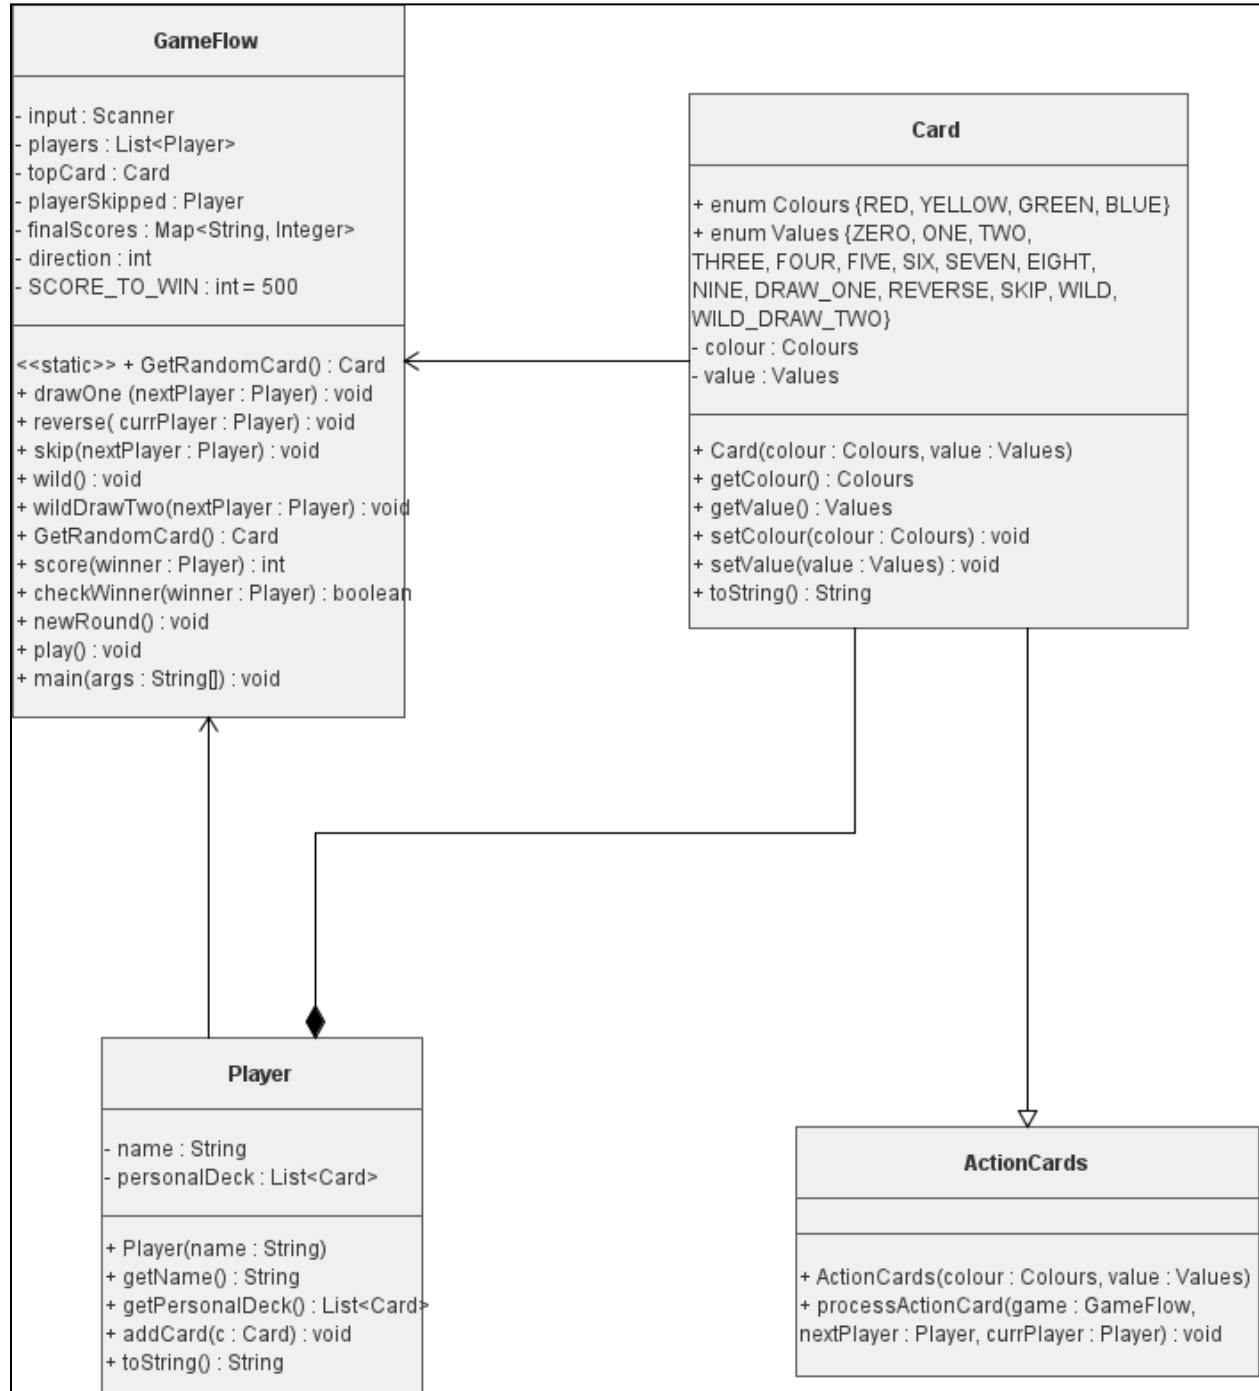 GameFlow
- input : Scanner
- players : List<Player>
- topCard : Card
- playerSkipped : Player
- finalScores : Map<String, Integer>
- direction : int
- SCORE_TO_WIN : int = 500
<<static>> + GetRandomCard() : Card
+ drawOne (nextPlayer : Player) : void
+ reverse( currPlayer : Player) : void
+ skip(nextPlayer : Player) : void
+ wild() : void
+ wildDrawTwo(nextPlayer : Player) : void
+ GetRandomCard() : Card
+ score(winner : Player) : int
+ checkWinner(winner : Player) : boolean
+ newRound() : void
+ play() : void
+ main(args : String[]) : void
Card
+ enum Colours {RED, YELLOW, GREEN, BLUE}
+ enum Values {ZERO, ONE, TWO,
THREE, FOUR, FIVE, SIX, SEVEN, EIGHT,
NINE, DRAW_ONE, REVERSE, SKIP, WILD,
WILD_DRAW_TWO}
- colour : Colours
- value : Values
+ Card(colour : Colours, value : Values)
+ getColour() : Colours
+ getValue() : Values
+ setColour(colour : Colours) : void
+ setValue(value : Values) : void
+ toString() : String
Player
- name : String
- personalDeck : List<Card>
+ Player(name : String)
+ getName() : String
+ getPersonalDeck() : List<Card>
+ addCard(c : Card) : void
+ toString() : String
ActionCards
+ ActionCards(colour : Colours, value : Values)
+ processActionCard(game : GameFlow,
nextPlayer : Player, currPlayer : Player) : void